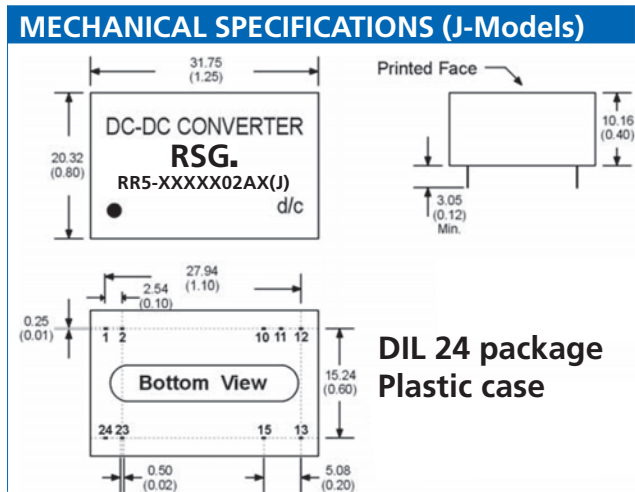 MECHANICAL SPECIFICATIONS (J-Models)
31.75
(1.25)
Printed Face
20.32
(0.80)
DC-DC CONVERTER
RSG.
RR5-XXXXX02AX(J)
d/c
10.16
(0.40)
3.05
(0.12)
Min.
27.94
(1.10)
2.54
(0.10)
0.25
(0.01)
1 2 10 11 12
Bottom View
15.24
(0.60)
DIL 24 package
Plastic case
24 23 15 13
0.50
(0.02)
5.08
(0.20)